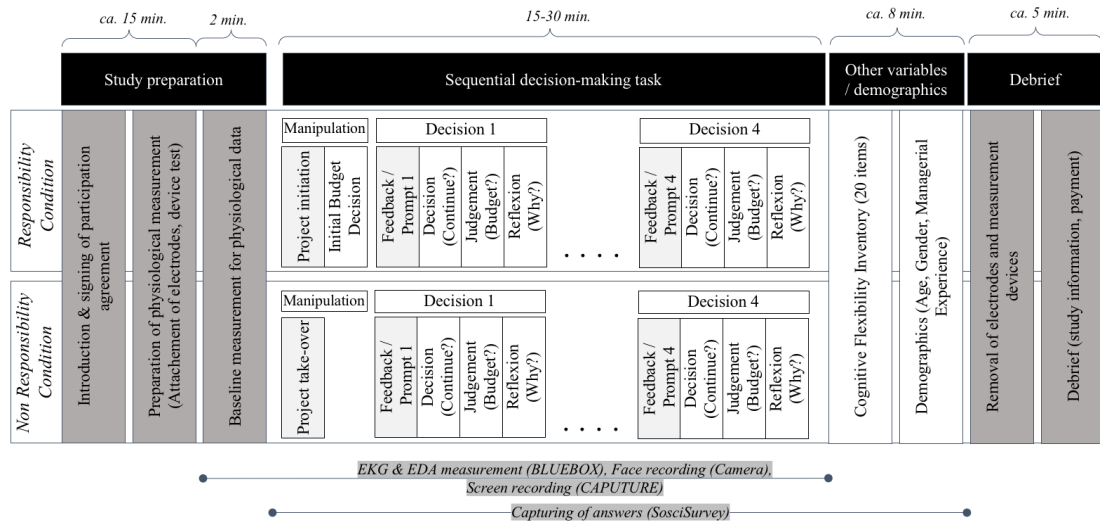 ca. 15 min.
2 min.
15-30 min.
ca. 8 min.
ca. 5 min.
Study preparation
Sequential decision-making task
Other variables
/ demographics
Debrief
Responsibility
Condition
Introduction & signing of participation
agreement
Preparation of physiological measurement
(Attachement of electrodes, device test)
Baseline measurement for physiological data
Manipulation
Project initiation
Initial Budget
Decision
Decision 1
Feedback /
Prompt 1
Decision
(Continue?)
Judgement
(Budget?)
Reflexion
(Why?)
. . . .
Decision 4
Feedback /
Prompt 4
Decision
(Continue?)
Judgement
(Budget?)
Reflexion
(Why?)
Cognitive Flexibility Inventory (20 items)
Demographics (Age, Gender, Managerial
Experience)
Removal of electrodes and measurement
devices
Debrief (study information, payment)
Non Responsibility
Condition
Manipulation
Project take-over
Decision 1
Feedback /
Prompt 1
Decision
(Continue?)
Judgement
(Budget?)
Reflexion
(Why?)
. . . .
Decision 4
Feedback /
Prompt 4
Decision
(Continue?)
Judgement
(Budget?)
Reflexion
(Why?)
EKG & EDA measurement (BLUEBOX), Face recording (Camera),
Screen recording (CAPUTURE)
Capturing of answers (SosciSurvey)